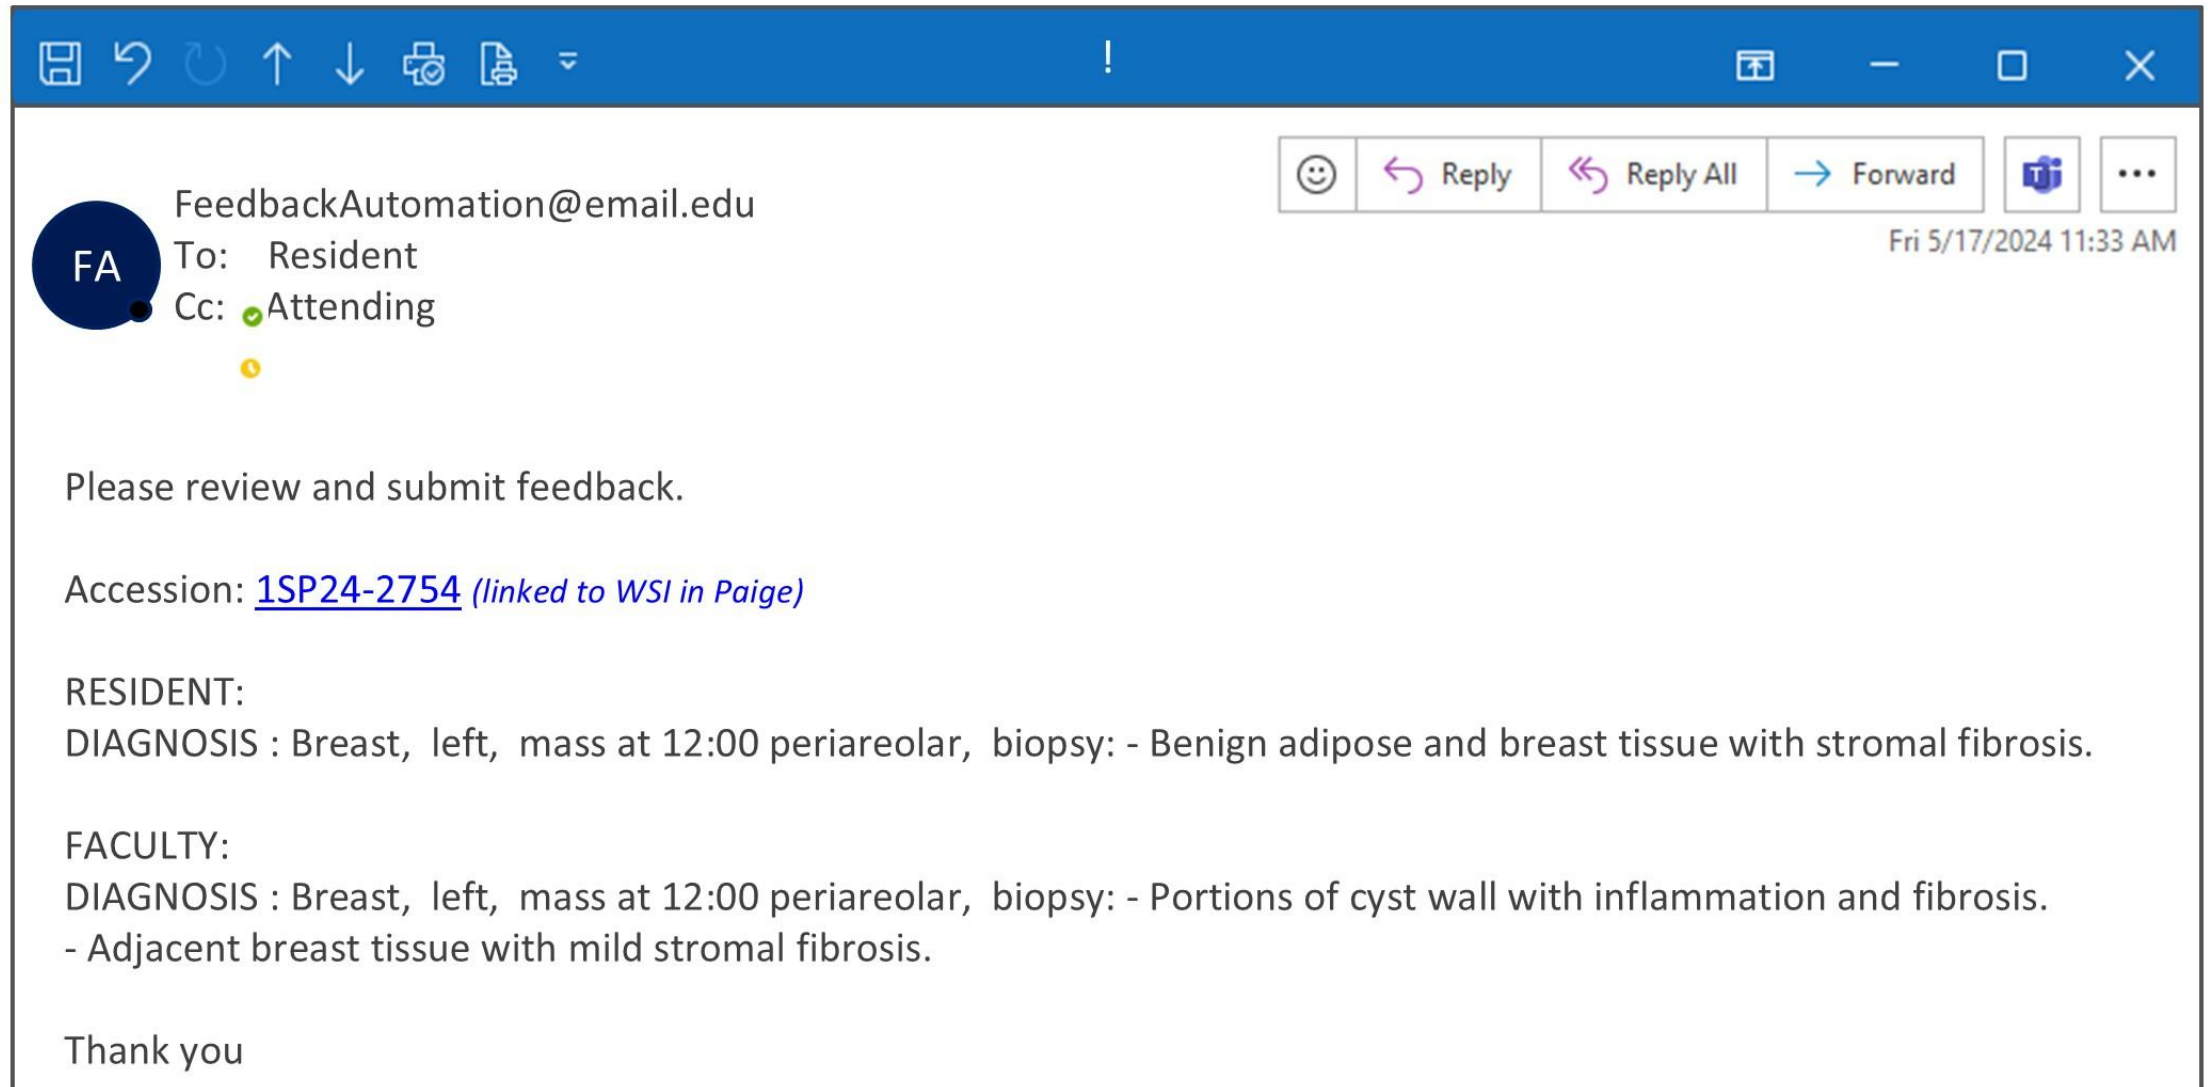 !
Reply
Reply All
Forward
FeedbackAutomation@email.edu
Fri 5/17/2024 11:33 AM
FA
To: Resident
Cc: Attending
Please review and submit feedback.
Accession: 1SP24-2754 (linked to WSI in Paige)
RESIDENT:
DIAGNOSIS : Breast, left, mass at 12:00 periareolar, biopsy: - Benign adipose and breast tissue with stromal fibrosis.
FACULTY:
DIAGNOSIS : Breast, left, mass at 12:00 periareolar, biopsy: - Portions of cyst wall with inflammation and fibrosis.
- Adjacent breast tissue with mild stromal fibrosis.
Thank you